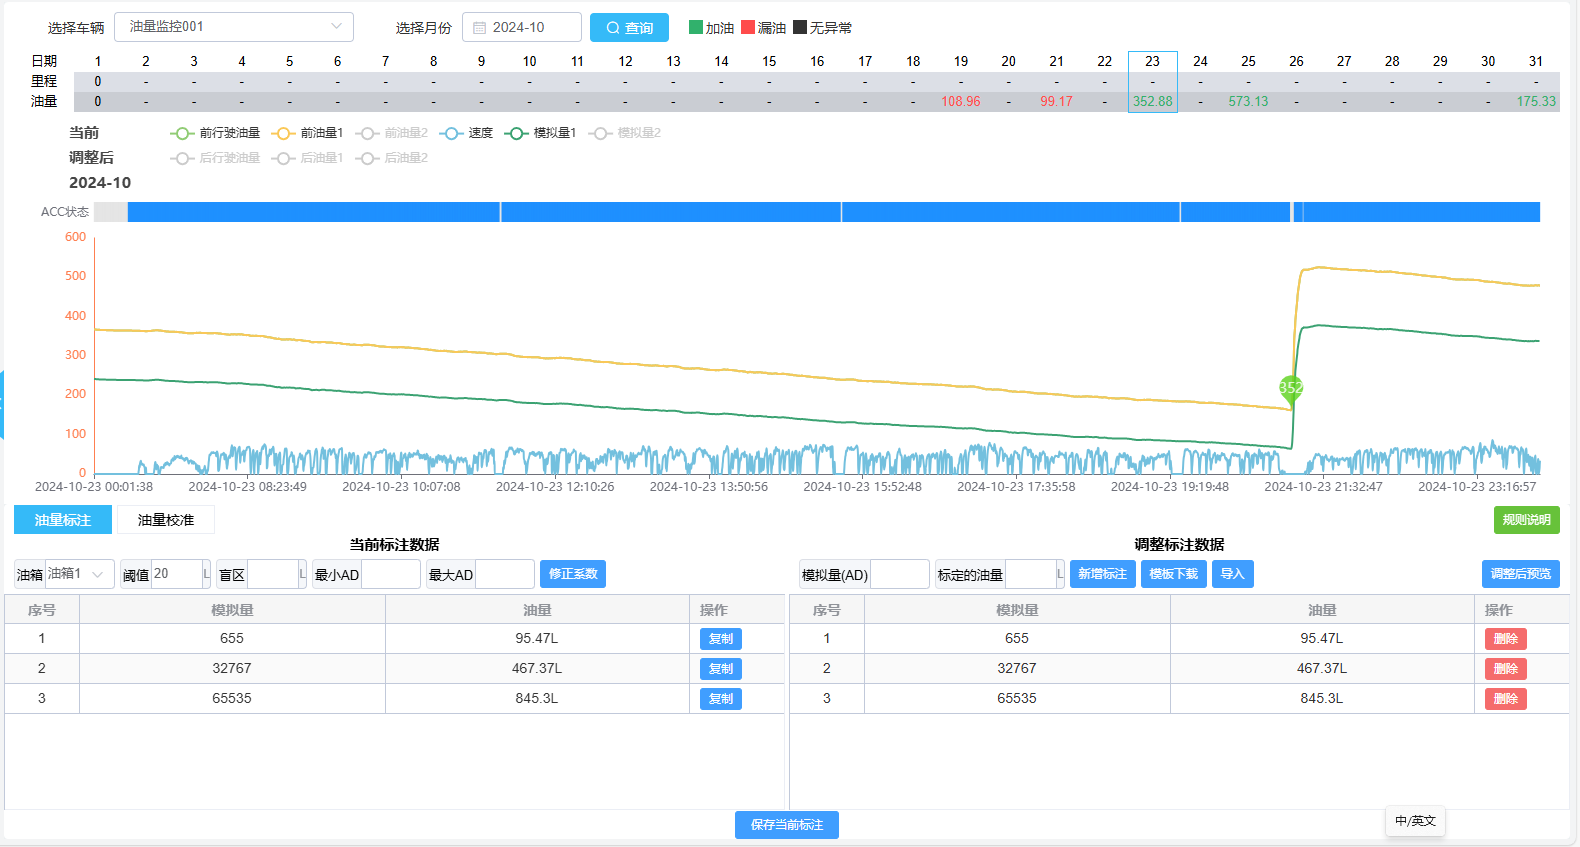 选择车辆 油量监控001 选择月份 2024-10 查询 加油 漏油 无异常
日期 1 2 3 4 5 6 7 8 9 10 11 12 13 14 15 16 17 18 19 20 21 22 23 24 25 26 27 28 29 30 31
里程 0 - - - - - - - - - - - - - - - - - - - - - - - - - - - - - -
油量 0 - - - - - - - - - - - - - - - - - 108.96 - 99.17 - 352.88 - 573.13 - - - - - 175.33
当前 前行驶油量 前油量1 前油量2 速度 模拟量1 模拟量2
调整后 后行驶油量 后油量1 后油量2
2024-10
ACC状态
600
500
400
300
352
200
100
0
2024-10-23 00:01:38 2024-10-23 08:23:49 2024-10-23 10:07:08 2024-10-23 12:10:26 2024-10-23 13:50:56 2024-10-23 15:52:48 2024-10-23 17:35:58 2024-10-23 19:19:48 2024-10-23 21:32:47 2024-10-23 23:16:57
油量标注 油量校准 规则说明
当前标注数据 调整标注数据
油箱 油箱1 阈值 20 L 盲区 L 最小AD 最大AD 修正系数 模拟量(AD) 标定的油量 L 新增标注 模板下载 导入 调整后预览
序号 模拟量 油量 操作 序号 模拟量 油量 操作
1 655 95.47L 复制 1 655 95.47L 删除
2 32767 467.37L 复制 2 32767 467.37L 删除
3 65535 845.3L 复制 3 65535 845.3L 删除
保存当前标注 中/英文